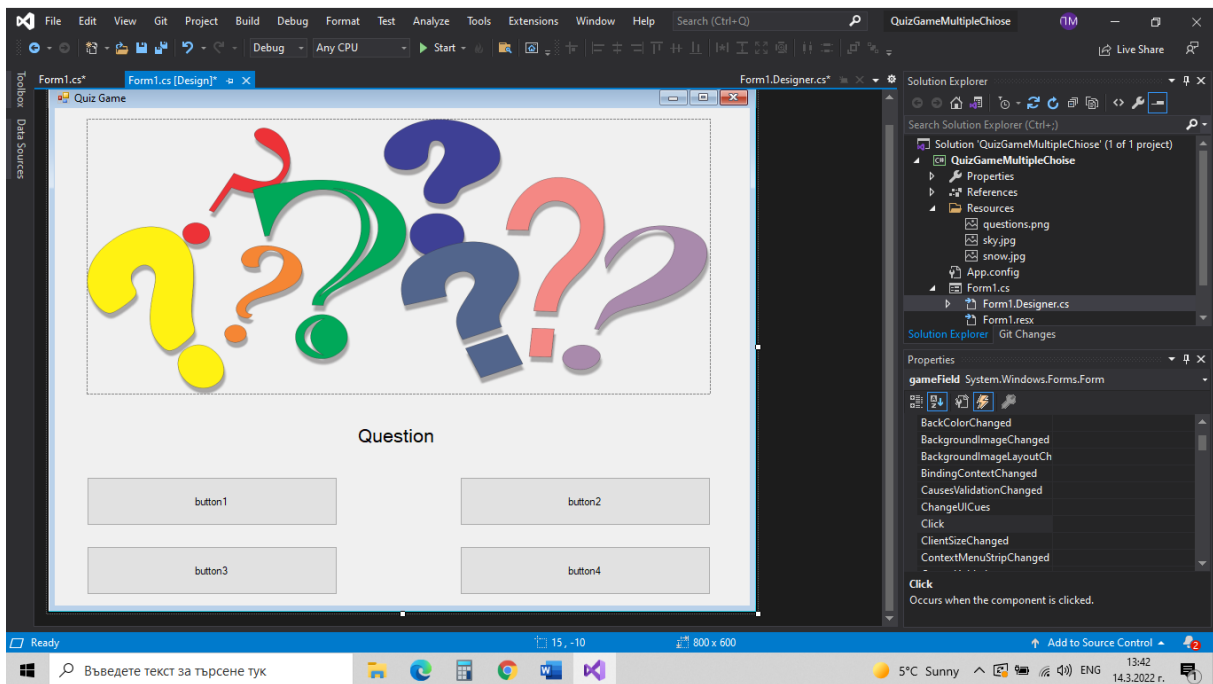 File Edit View Git Project Build Debug Format Test Analyze Tools Extensions Window Help Search (Ctrl+Q) QuizGameMultipleChiose ПМ
Debug Any CPU Start Live Share
Toolbox
Data Sources
Form1.cs* Form1.cs [Design]* Form1.Designer.cs*
Quiz Game
Question
button1 button2
button3 button4
Solution Explorer
Search Solution Explorer (Ctrl+;)
Solution 'QuizGameMultipleChiose' (1 of 1 project)
QuizGameMultipleChoise
Properties
References
Resources
questions.png
sky.jpg
snow.jpg
App.config
Form1.cs
Form1.Designer.cs
Form1.resx
Solution Explorer Git Changes
Properties
gameField System.Windows.Forms.Form
BackColorChanged
BackgroundImageChanged
BackgroundImageLayoutCh
BindingContextChanged
CausesValidationChanged
ChangeUICues
Click
ClientSizeChanged
ContextMenuStripChanged
Click
Occurs when the component is clicked.
Ready 15 , -10 800 x 600 Add to Source Control 2
Въведете текст за търсене тук 5°C Sunny ENG 13:42
14.3.2022 г. 1